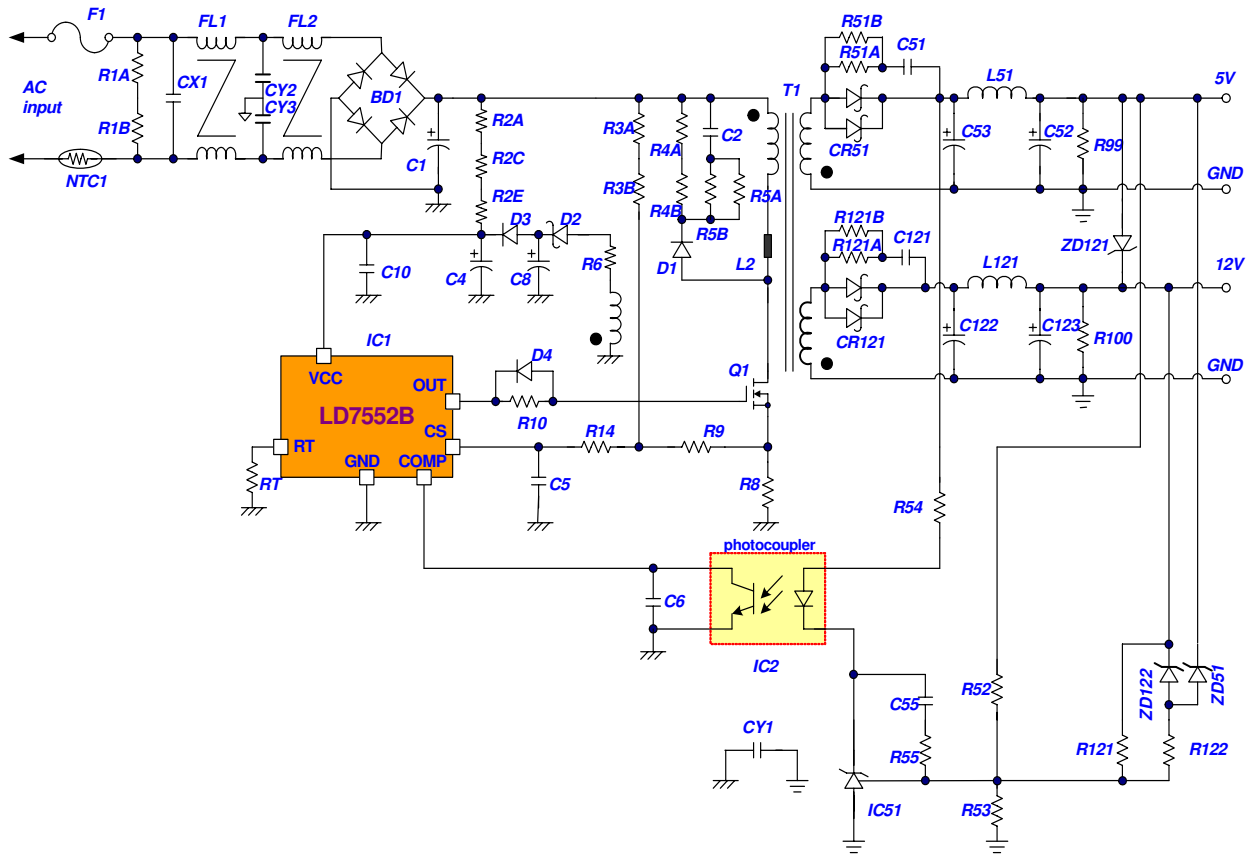 F1
FL1
FL2
R51B
R51A
C51
AC
input
R1A
CX1
CY2
CY3
BD1
T1
L51
5V
R1B
NTC1
C1
R2A
R2C
R2E
R3A
R3B
R4A
R4B
C2
R5A
R5B
CR51
C53
C52
R99
GND
D3
D2
R6
C10
C4
C8
D1
L2
R121B
R121A
C121
ZD121
L121
12V
CR121
C122
C123
R100
GND
IC1
VCC
OUT
LD7552B
CS
RT
GND
COMP
RT
D4
R10
Q1
R14
R9
C5
R8
R54
photocoupler
C6
IC2
C55
R52
ZD122
ZD51
CY1
R55
R121
R122
IC51
R53
+
+
+
+
+
+
+